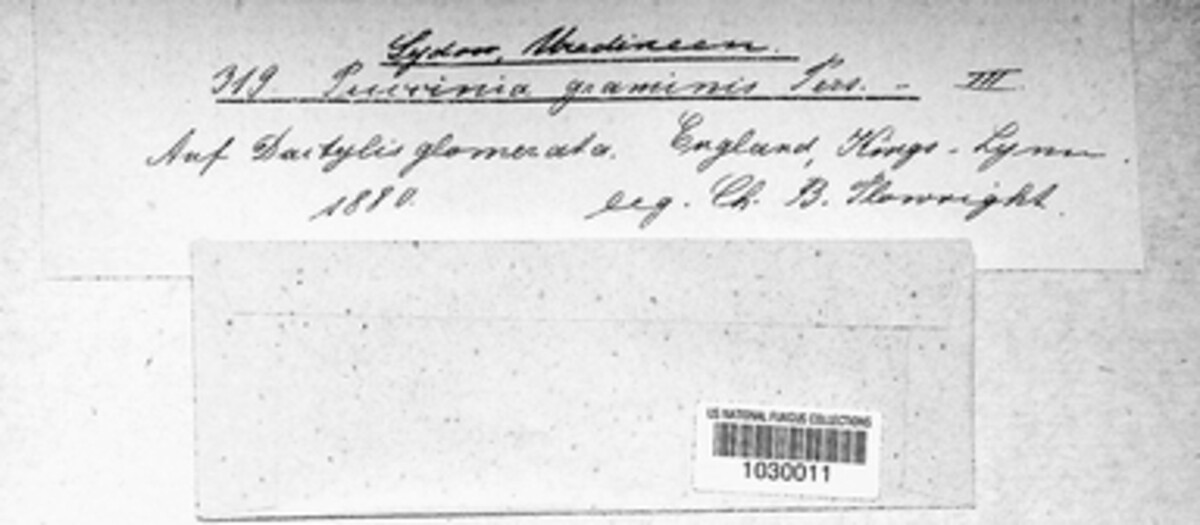 Sydow, Uredineen.
319. Puccinia graminis Pers. - III.
Auf Dactylis glomerata. England, Kings-Lynn.
1880. leg. Ch. B. Plowright.
US NATIONAL FUNGUS COLLECTIONS
1030011